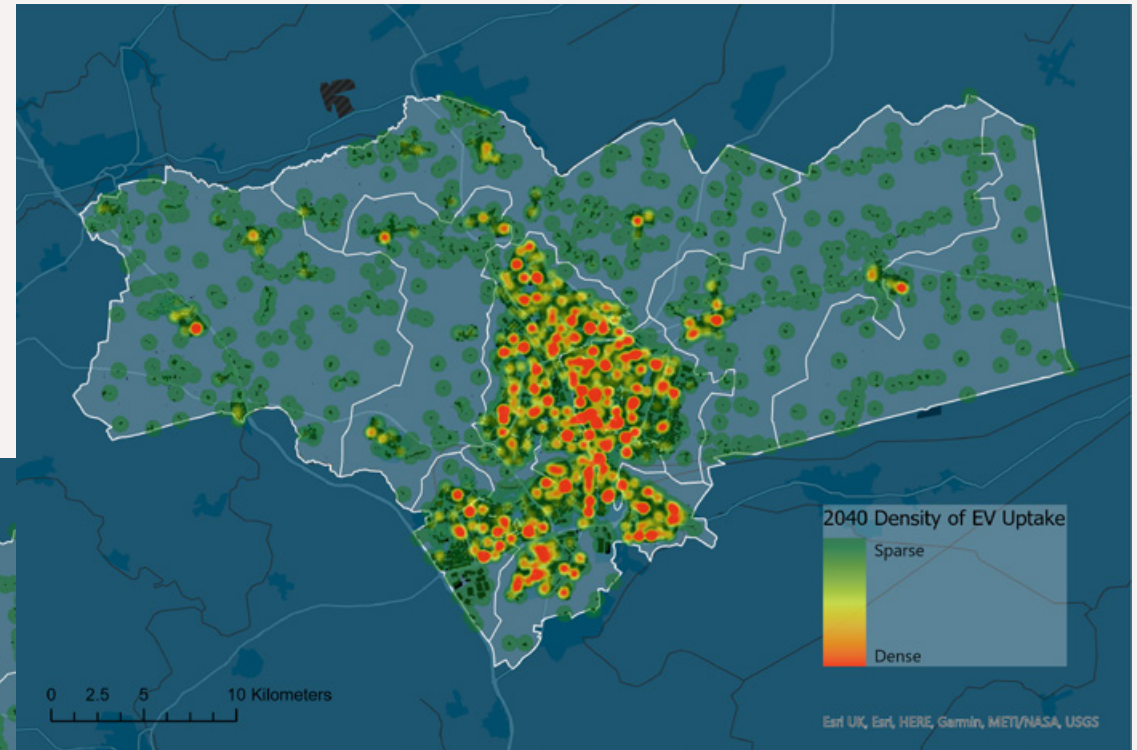 2040 Density of EV Uptake
Sparse
Dense
0 2.5 5 10 Kilometers
Esri UK, Esri, HERE, Garmin, METI/NASA, USGS